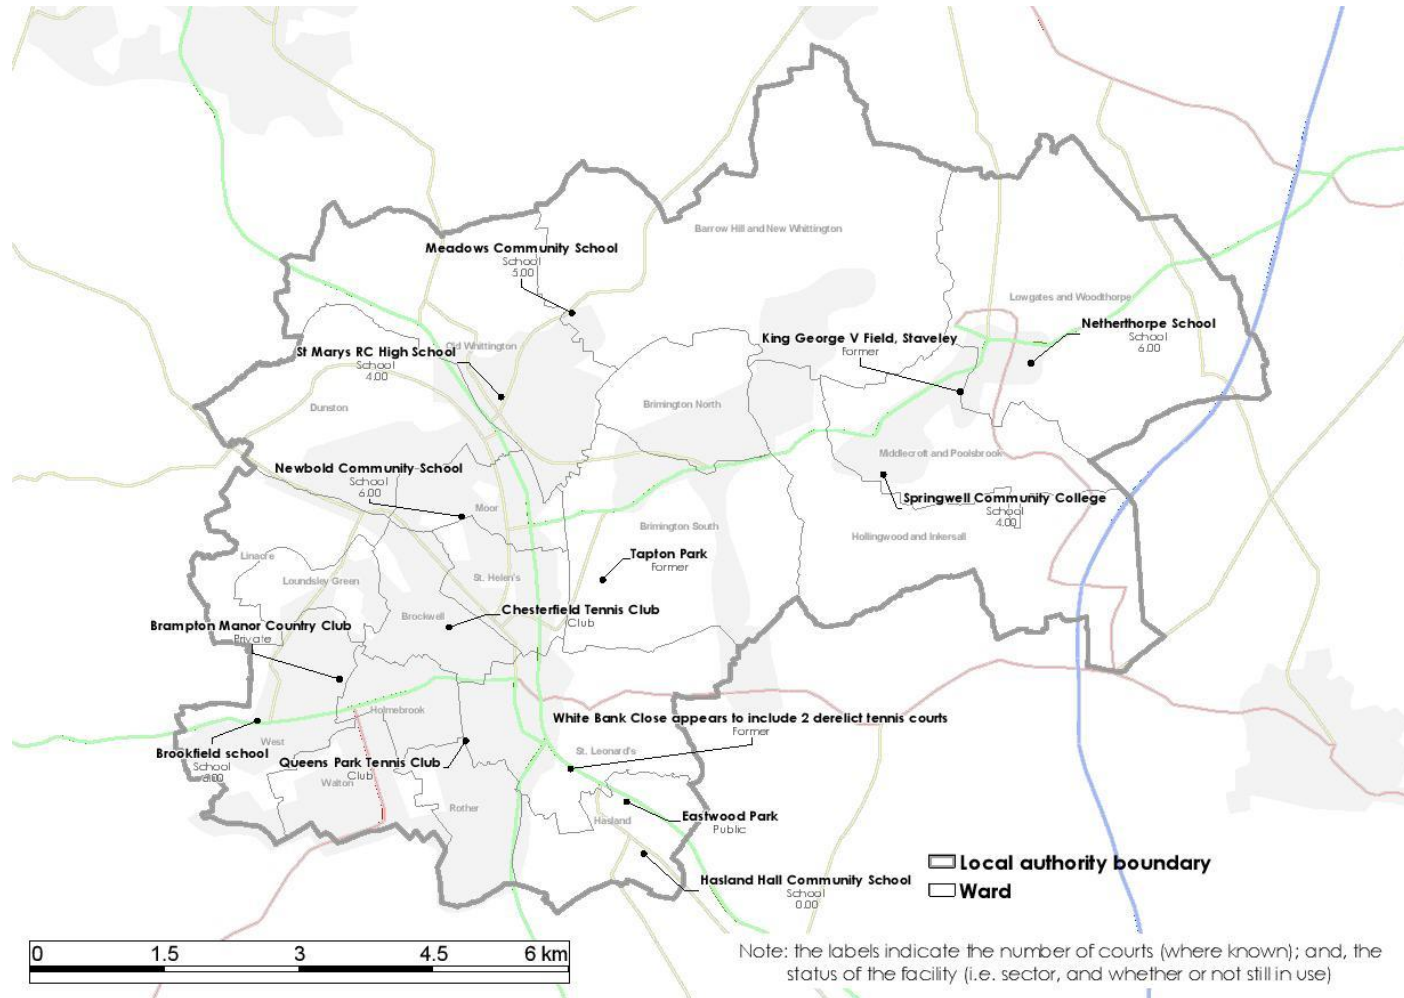 Barrow Hill and New Whittington
Meadows Community School
School
5.00
Lowgates and Woodthorpe
Netherthorpe School
School
6.00
King George V Field, Staveley
Former
Old Whittington
St Marys RC High School
School
4.00
Dunston
Brimington North
Middlecroft and Poolsbrook
Newbold Community School
School
6.00
Springwell Community College
School
4.00
Moor
Brimington South
Hollingwood and Inkersall
Linacre
Tapton Park
Former
Loundsley Green
St. Helen's
Chesterfield Tennis Club
Club
Brockwell
Brampton Manor Country Club
Private
Holmebrook
White Bank Close appears to include 2 derelict tennis courts
Former
West
St. Leonard's
Brookfield school
School
Queens Park Tennis Club
Club
Walton
Rother
Eastwood Park
Public
Hasland
Hasland Hall Community School
School
0.00
Local authority boundary
Ward
0 1.5 3 4.5 6 km
Note: the labels indicate the number of courts (where known); and, the
status of the facility (i.e. sector, and whether or not still in use)